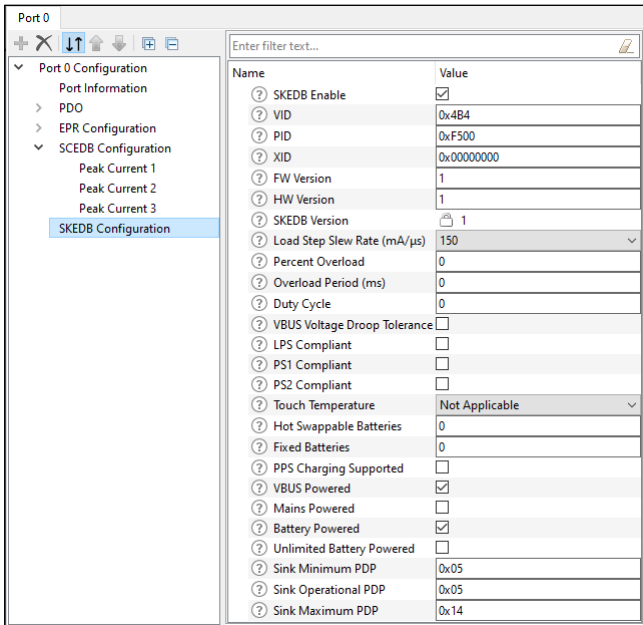 Port 0
Enter filter text...
Port 0 Configuration
Port Information
PDO
EPR Configuration
SCEDB Configuration
Peak Current 1
Peak Current 2
Peak Current 3
SKEDB Configuration
Name Value
? SKEDB Enable
? VID 0x4B4
? PID 0xF500
? XID 0x00000000
? FW Version 1
? HW Version 1
? SKEDB Version 1
? Load Step Slew Rate (mA/μs) 150
? Percent Overload 0
? Overload Period (ms) 0
? Duty Cycle 0
? VBUS Voltage Droop Tolerance
? LPS Compliant
? PS1 Compliant
? PS2 Compliant
? Touch Temperature Not Applicable
? Hot Swappable Batteries 0
? Fixed Batteries 0
? PPS Charging Supported
? VBUS Powered
? Mains Powered
? Battery Powered
? Unlimited Battery Powered
? Sink Minimum PDP 0x05
? Sink Operational PDP 0x05
? Sink Maximum PDP 0x14